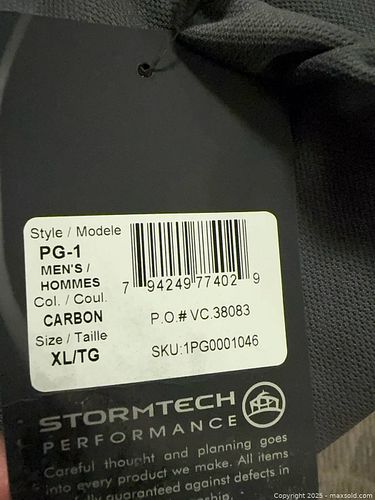 Style / Modele
PG-1
MEN'S /
HOMMES
Col. / Coul.
CARBON
Size / Taille
XL/TG
7 94249 77402 9
P.O.# VC.38083
SKU:1PG0001046
STORMTECH
PERFORMANCE
Careful thought and planning goes
into every product we make. All items
guaranteed against defects in
© 2025 - maxsold.com